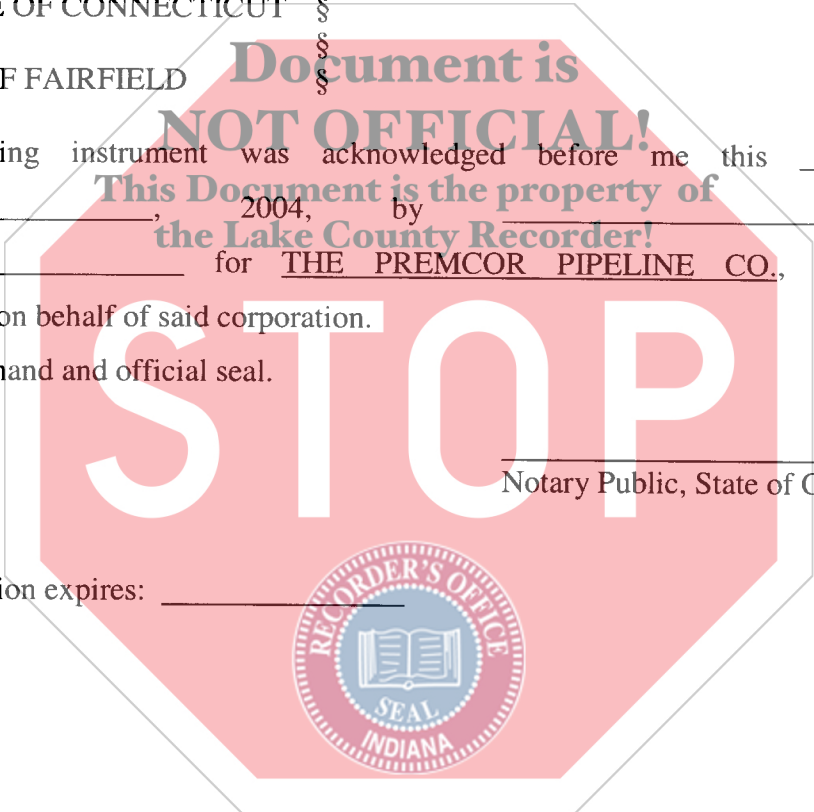 OF CONNECTICUT §
§
F FAIRFIELD §
Document is
NOT OFFICIAL!
ing instrument was acknowledged before me this
This Document is the property of
, 2004, by
the Lake County Recorder!
for THE PREMCOR PIPELINE CO.,
on behalf of said corporation.
hand and official seal.
STOP
Notary Public, State of C
ion expires:
RECORDER'S OFFICE
SEAL
INDIANA